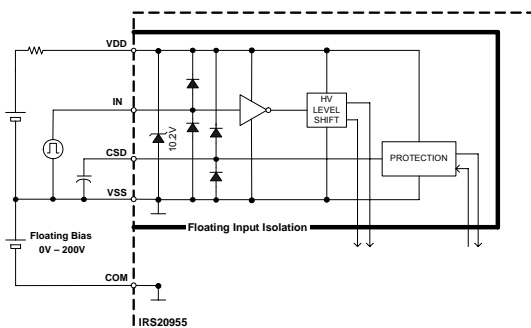 VDD
IN
10.2V
HV
LEVEL
SHIFT
CSD
PROTECTION
VSS
Floating Input Isolation
Floating Bias
0V – 200V
COM
IRS20955